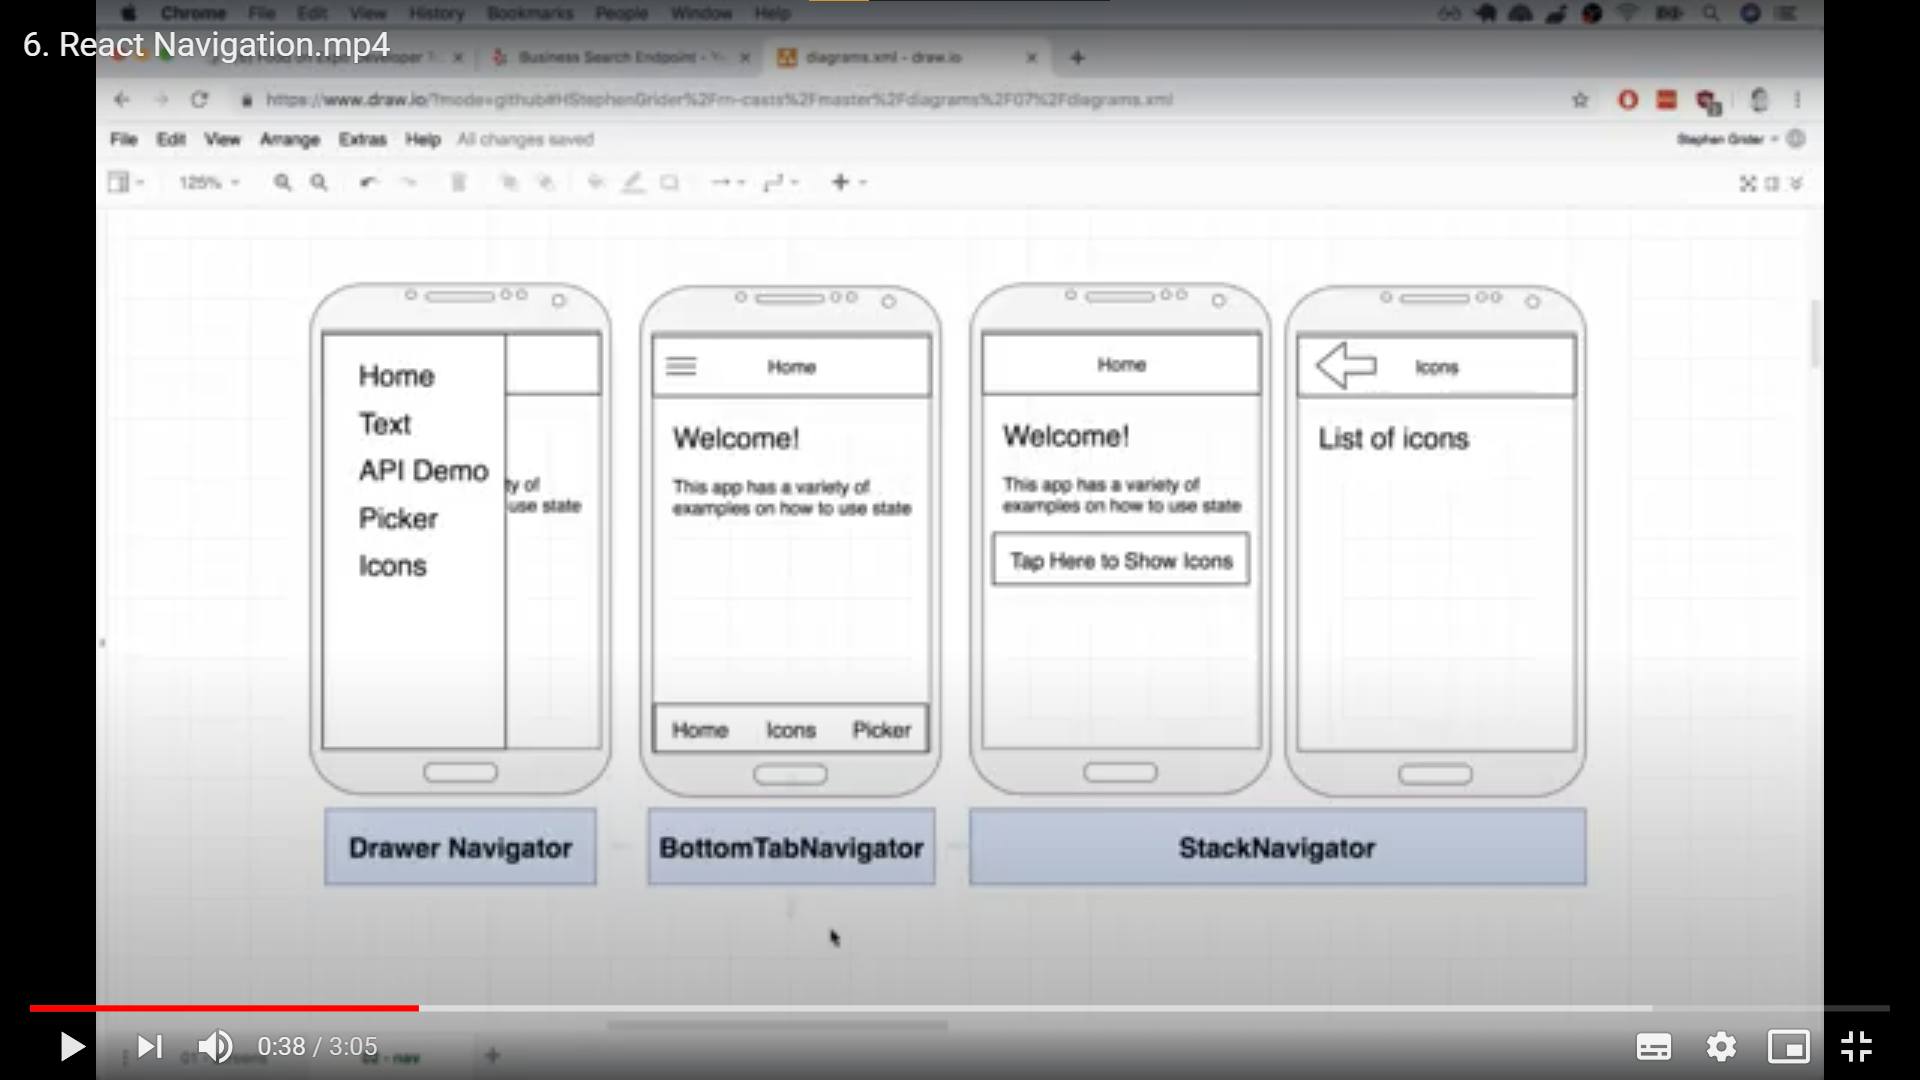 Chrome File Edit View History Bookmarks People Window Help
6. React Navigation.mp4
Business Search Endpoint - Y
diagrams.xml - draw.io
https://www.draw.io/?mode=github#HStephenGrider%2Frn-casts%2Fmaster%2Fdiagrams%2F07%2Fdiagrams.xml
File Edit View Arrange Extras Help All changes saved
Stephen Grider
125%
Home
Text
API Demo
Picker
Icons
ty of
use state
Home
Welcome!
This app has a variety of
examples on how to use state
Home Icons Picker
Home
Welcome!
This app has a variety of
examples on how to use state
Tap Here to Show Icons
Icons
List of icons
Drawer Navigator
BottomTabNavigator
StackNavigator
0:38 / 3:05
- nav